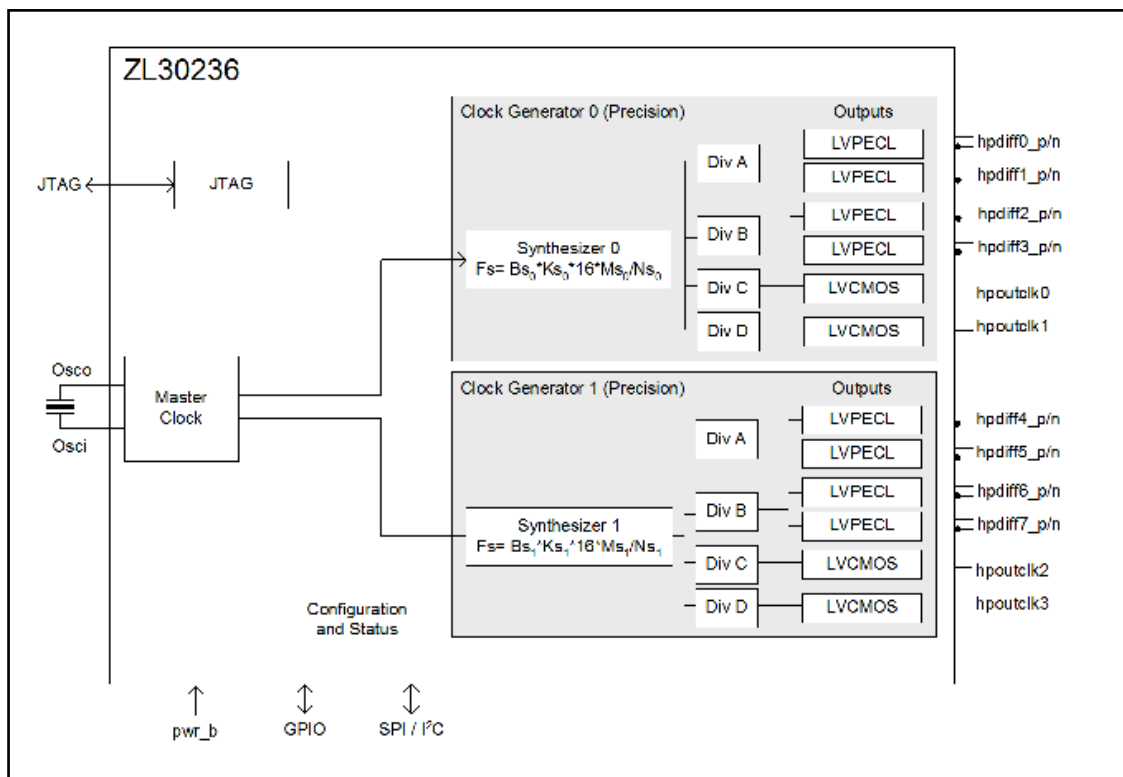 ZL30236
Clock Generator 0 (Precision)
Outputs
Div A
LVPECL
hpdiff0_p/n
LVPECL
hpdiff1_p/n
JTAG
JTAG
Div B
LVPECL
hpdiff2_p/n
Synthesizer 0
Fs= Bs0*Ks0*16*Ms0/Ns0
LVPECL
hpdiff3_p/n
Div C
LVCMOS
hpoutclk0
Div D
LVCMOS
hpoutclk1
Osco
Master
Clock
Osci
Clock Generator 1 (Precision)
Outputs
Div A
LVPECL
hpdiff4_p/n
LVPECL
hpdiff5_p/n
Div B
LVPECL
hpdiff6_p/n
Synthesizer 1
Fs= Bs1*Ks1*16*Ms1/Ns1
LVPECL
hpdiff7_p/n
Div C
LVCMOS
hpoutclk2
Div D
LVCMOS
hpoutclk3
Configuration
and Status
pwr_b
GPIO
SPI / I²C